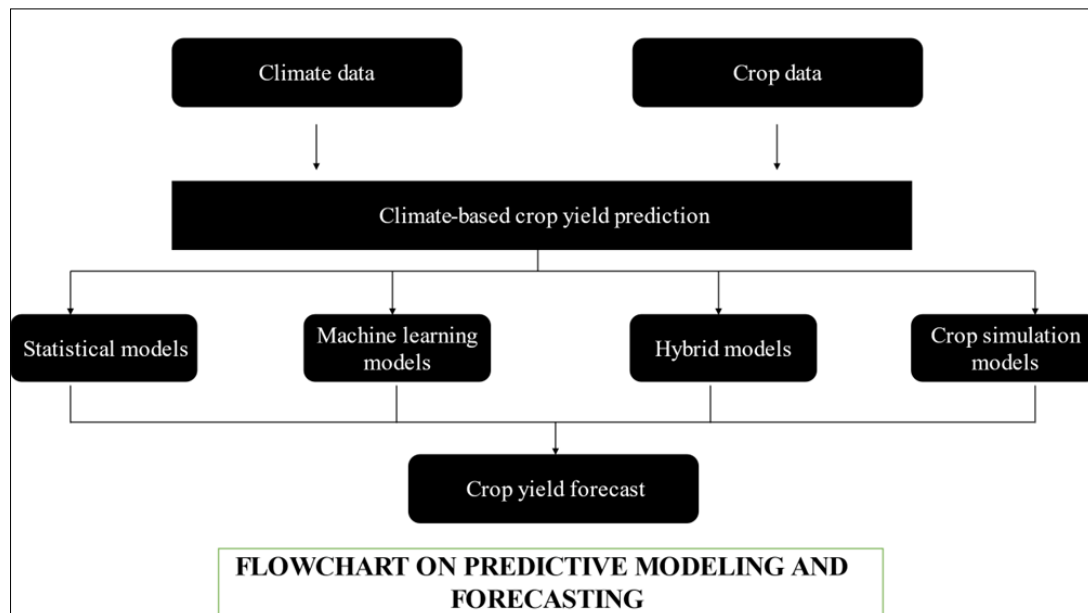 Climate data
Crop data
Climate-based crop yield prediction
Statistical models
Machine learning
models
Hybrid models
Crop simulation
models
Crop yield forecast
FLOWCHART ON PREDICTIVE MODELING AND
FORECASTING